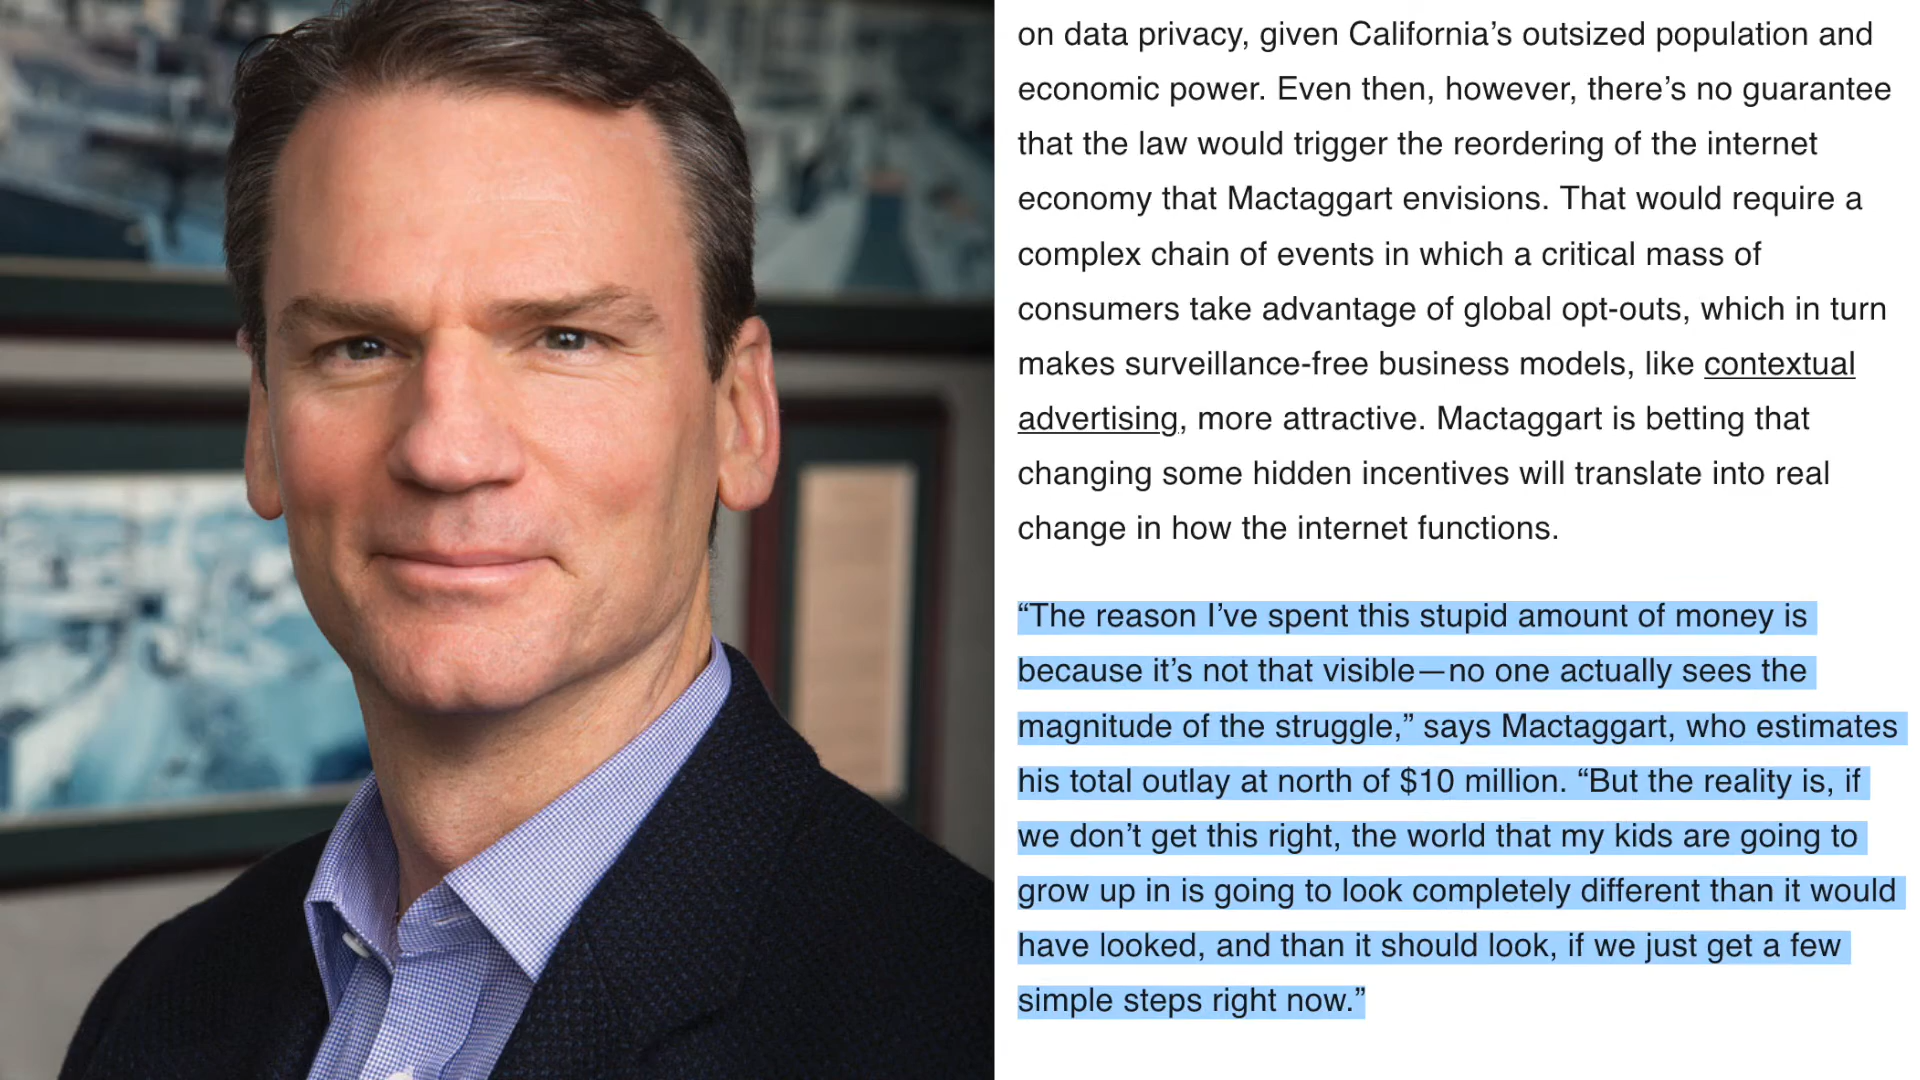 on data privacy, given California’s outsized population and
economic power. Even then, however, there’s no guarantee
that the law would trigger the reordering of the internet
economy that Mactaggart envisions. That would require a
complex chain of events in which a critical mass of
consumers take advantage of global opt-outs, which in turn
makes surveillance-free business models, like contextual
advertising, more attractive. Mactaggart is betting that
changing some hidden incentives will translate into real
change in how the internet functions.
“The reason I’ve spent this stupid amount of money is
because it’s not that visible—no one actually sees the
magnitude of the struggle,” says Mactaggart, who estimates
his total outlay at north of $10 million. “But the reality is, if
we don’t get this right, the world that my kids are going to
grow up in is going to look completely different than it would
have looked, and than it should look, if we just get a few
simple steps right now.”